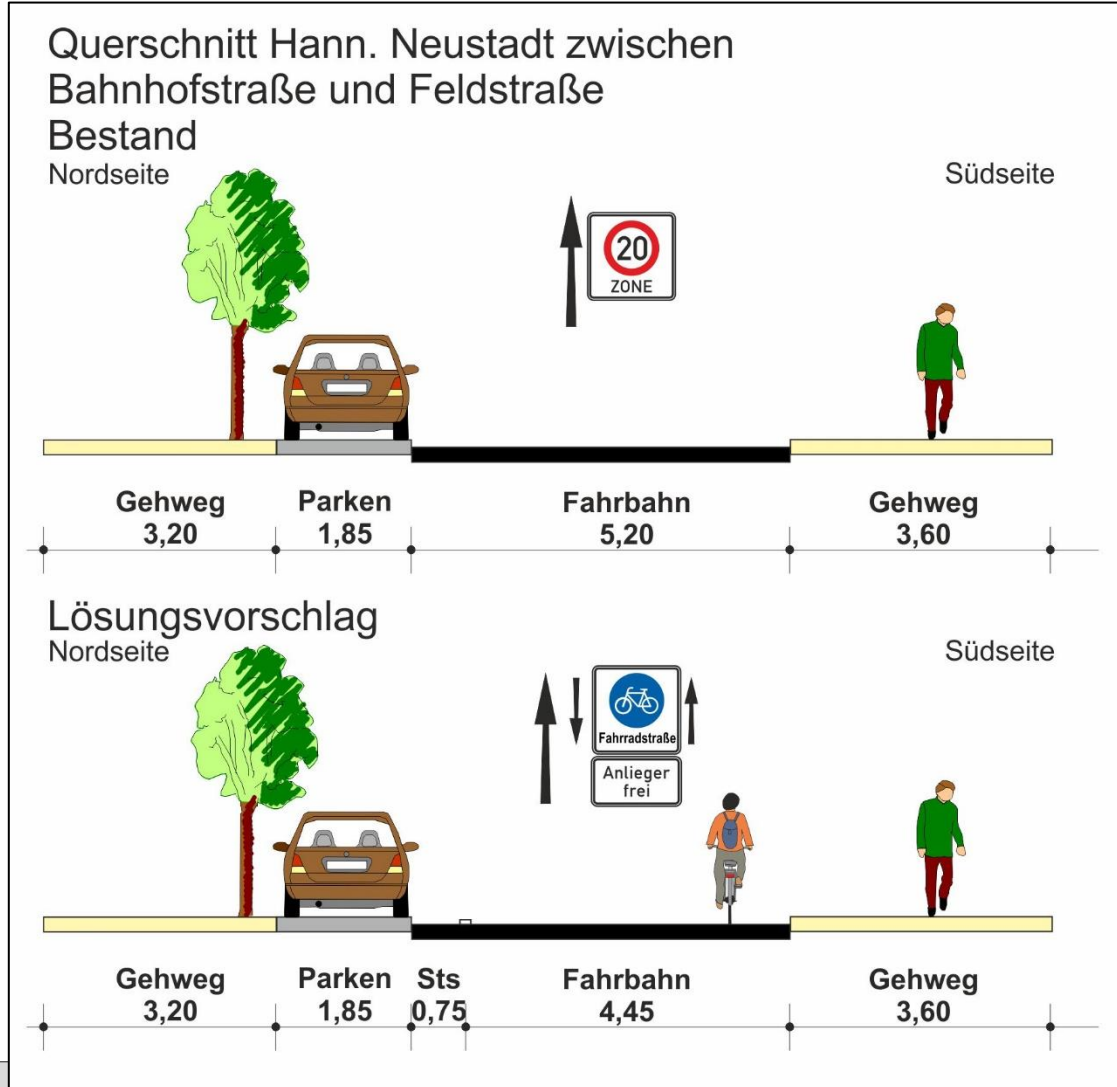 Querschnitt Hann. Neustadt zwischen
Bahnhofstraße und Feldstraße
Bestand
Nordseite
Südseite
20
ZONE
Gehweg
3,20
Parken
1,85
Fahrbahn
5,20
Gehweg
3,60
Lösungsvorschlag
Nordseite
Südseite
Fahrradstraße
Anlieger
frei
Gehweg
3,20
Parken
1,85
Sts
0,75
Fahrbahn
4,45
Gehweg
3,60